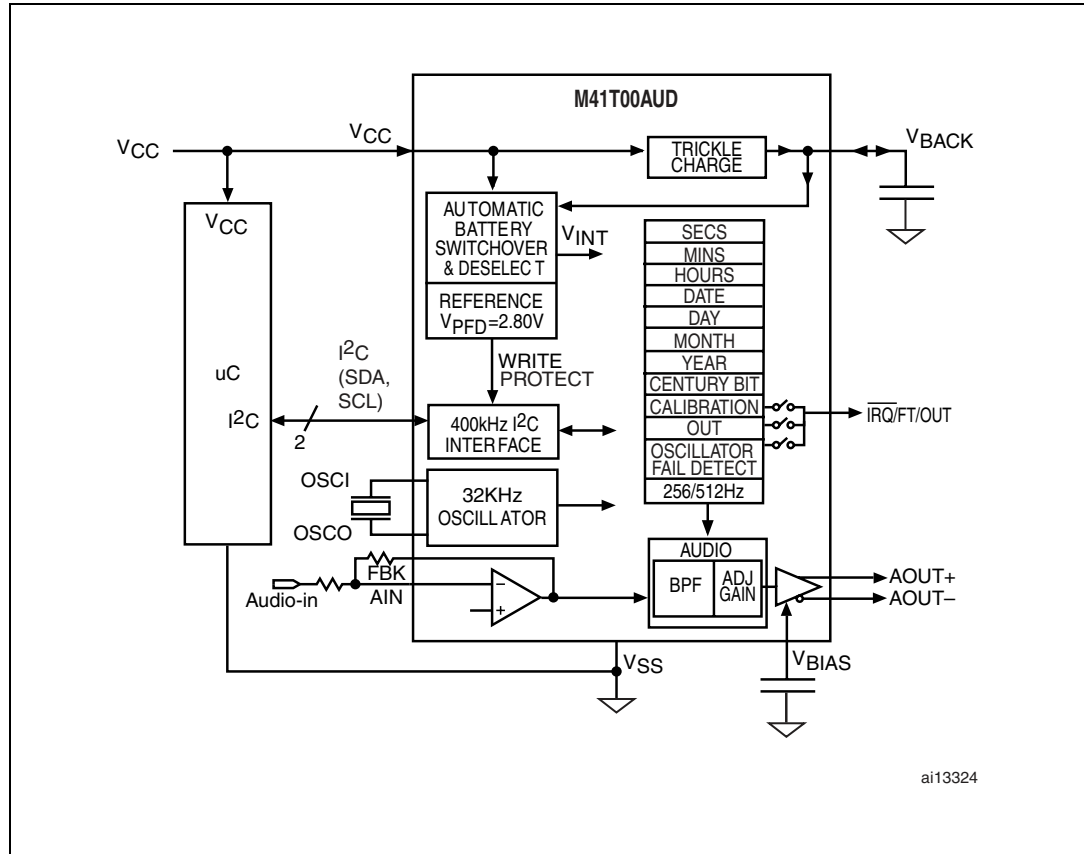 M41T00AUD
VCC
VCC
TRICKLE
CHARGE
VBACK
VCC
AUTOMATIC
BATTERY
SWITCHOVER
& DESELECT
VINT
REFERENCE
VPFD=2.80V
WRITE
PROTECT
SECS
MINS
HOURS
DATE
DAY
MONTH
YEAR
CENTURY BIT
CALIBRATION
OUT
OSCILLATOR
FAIL DETECT
256/512Hz
IRQ/FT/OUT
uC
I2C
I2C
(SDA,
SCL)
2
400kHz I2C
INTERFACE
OSCI
OSCO
32KHz
OSCILLATOR
Audio-in
FBK
AIN
−
+
AUDIO
BPF
ADJ
GAIN
AOUT+
AOUT−
VSS
VBIAS
ai13324